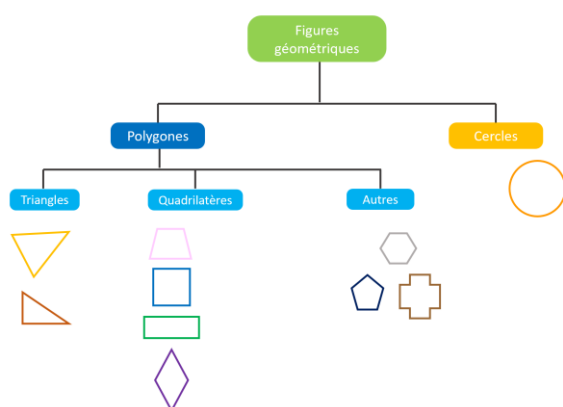 Figures
géométriques
Polygones
Cercles
Triangles
Quadrilatères
Autres